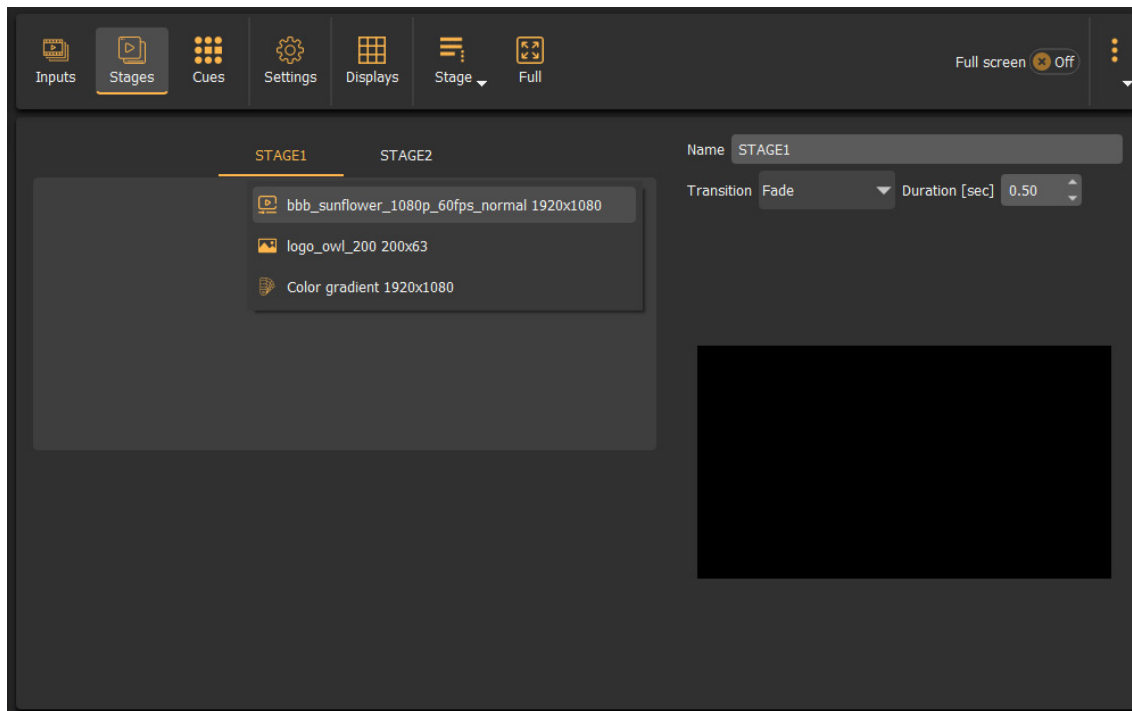 Inputs
Stages
Cues
Settings
Displays
Stage
Full
Full screen Off
STAGE1 STAGE2
bbb_sunflower_1080p_60fps_normal 1920x1080
logo_owl_200 200x63
Color gradient 1920x1080
Name STAGE1
Transition Fade Duration [sec] 0.50